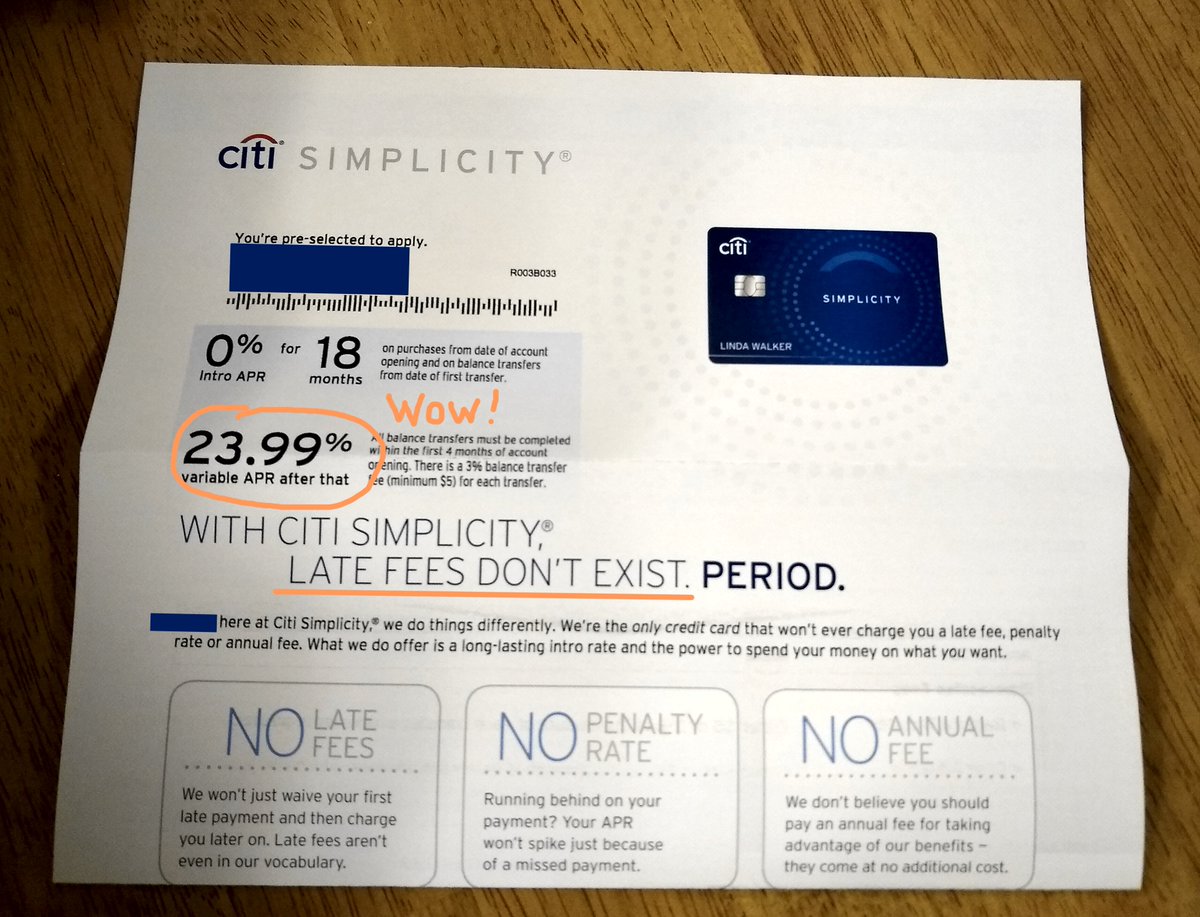 citi® SIMPLICITY®
You're pre-selected to apply.
R003B033
0% Intro APR for 18 months
on purchases from date of account
opening and on balance transfers
from date of first transfer.
wow!
23.99%
variable APR after that
All balance transfers must be completed
within the first 4 months of account
opening. There is a 3% balance transfer
fee (minimum $5) for each transfer.
citi
SIMPLICITY
LINDA WALKER
WITH CITI SIMPLICITY,®
LATE FEES DON'T EXIST. PERIOD.
here at Citi Simplicity,® we do things differently. We're the only credit card that won't ever charge you a late fee, penalty
rate or annual fee. What we do offer is a long-lasting intro rate and the power to spend your money on what you want.
NO LATE FEES
We won't just waive your first
late payment and then charge
you later on. Late fees aren't
even in our vocabulary.
NO PENALTY RATE
Running behind on your
payment? Your APR
won't spike just because
of a missed payment.
NO ANNUAL FEE
We don't believe you should
pay an annual fee for taking
advantage of our benefits –
they come at no additional cost.